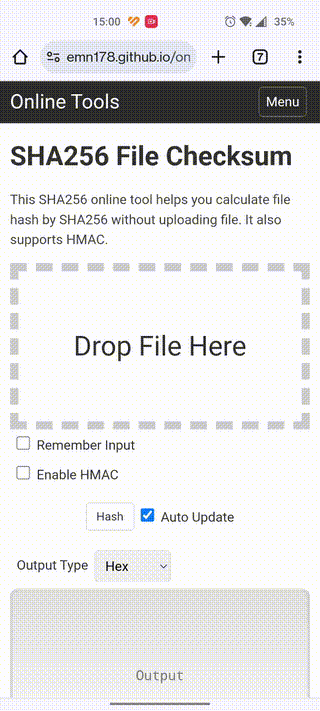 15:00
35%
emn178.github.io/on
7
Online Tools
Menu
SHA256 File Checksum
This SHA256 online tool helps you calculate file
hash by SHA256 without uploading file. It also
supports HMAC.
Drop File Here
Remember Input
Enable HMAC
Hash
Auto Update
Output Type
Hex
Output